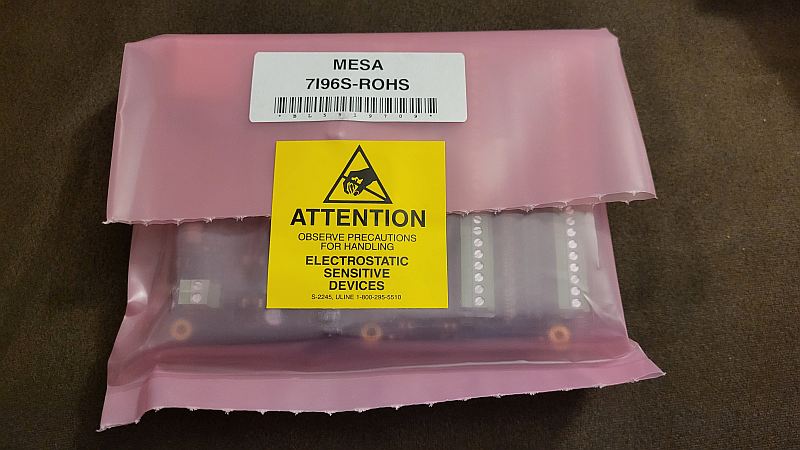 MESA
7I96S-ROHS
ATTENTION
OBSERVE PRECAUTIONS
FOR HANDLING
ELECTROSTATIC
SENSITIVE
DEVICES
S-2245, ULINE 1-800-295-5510